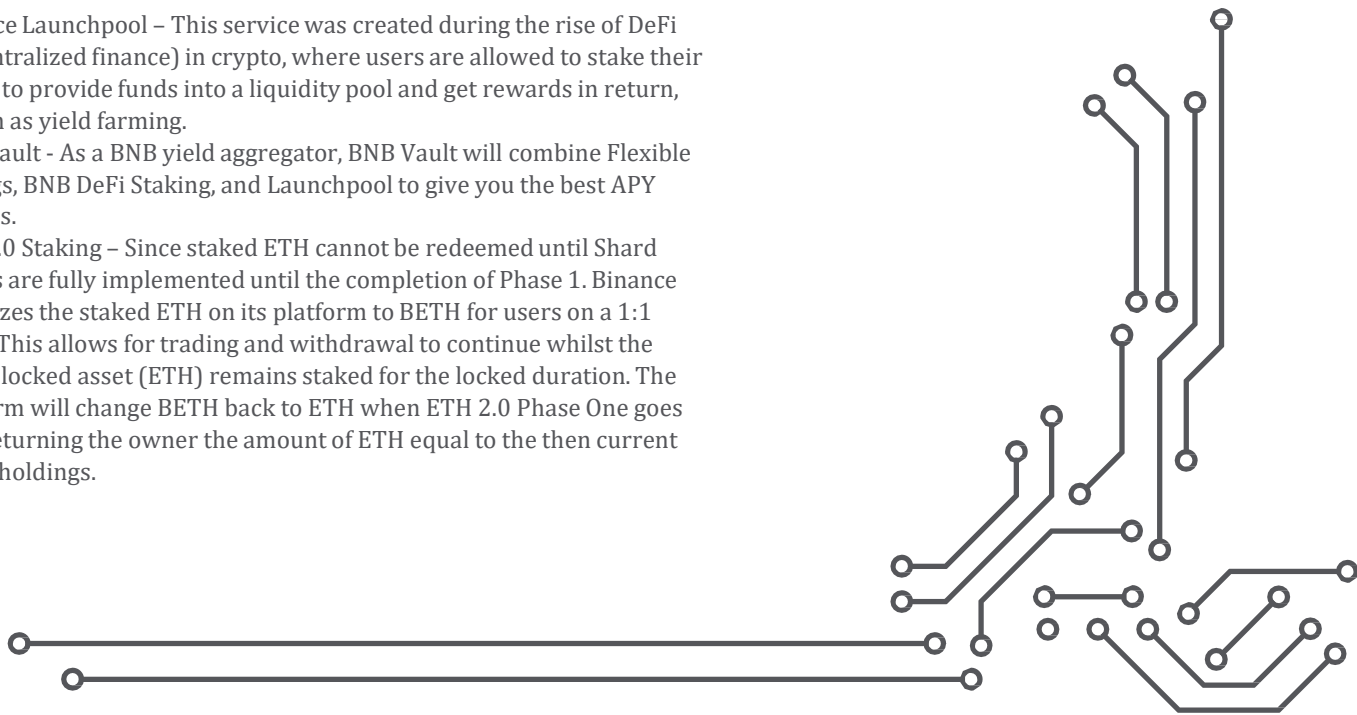 ce Launchpool – This service was created during the rise of DeFi
ntralized finance) in crypto, where users are allowed to stake their
to provide funds into a liquidity pool and get rewards in return,
n as yield farming.
ault - As a BNB yield aggregator, BNB Vault will combine Flexible
gs, BNB DeFi Staking, and Launchpool to give you the best APY
s.
.0 Staking – Since staked ETH cannot be redeemed until Shard
s are fully implemented until the completion of Phase 1. Binance
zes the staked ETH on its platform to BETH for users on a 1:1
This allows for trading and withdrawal to continue whilst the
locked asset (ETH) remains staked for the locked duration. The
rm will change BETH back to ETH when ETH 2.0 Phase One goes
eturning the owner the amount of ETH equal to the then current
holdings.